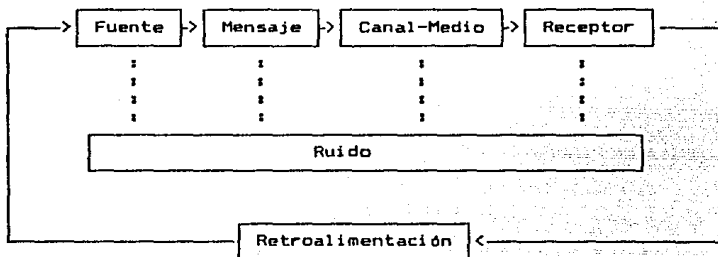 Fuente Mensaje Canal-Medio Receptor
Ruido
Retroalimentación